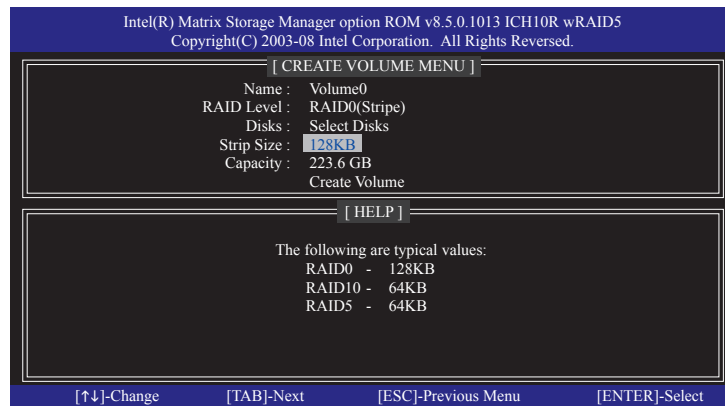 Intel(R) Matrix Storage Manager option ROM v8.5.0.1013 ICH10R wRAID5
Copyright(C) 2003-08 Intel Corporation. All Rights Reversed.
[ CREATE VOLUME MENU ]
Name : Volume0
RAID Level : RAID0(Stripe)
Disks : Select Disks
Strip Size : 128KB
Capacity : 223.6 GB
Create Volume
[ HELP ]
The following are typical values:
RAID0 - 128KB
RAID10 - 64KB
RAID5 - 64KB
[↑↓]-Change [TAB]-Next [ESC]-Previous Menu [ENTER]-Select